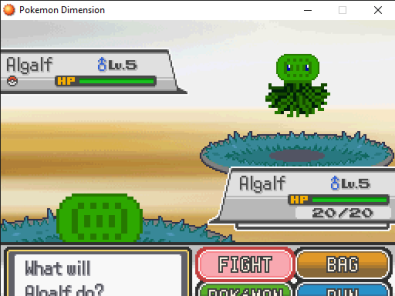 Pokemon Dimension
Algalf ♂Lv.5
HP
Algalf ♂Lv.5
HP
20/20
What will
Algalf do?
FIGHT
BAG
POKéMON
RUN